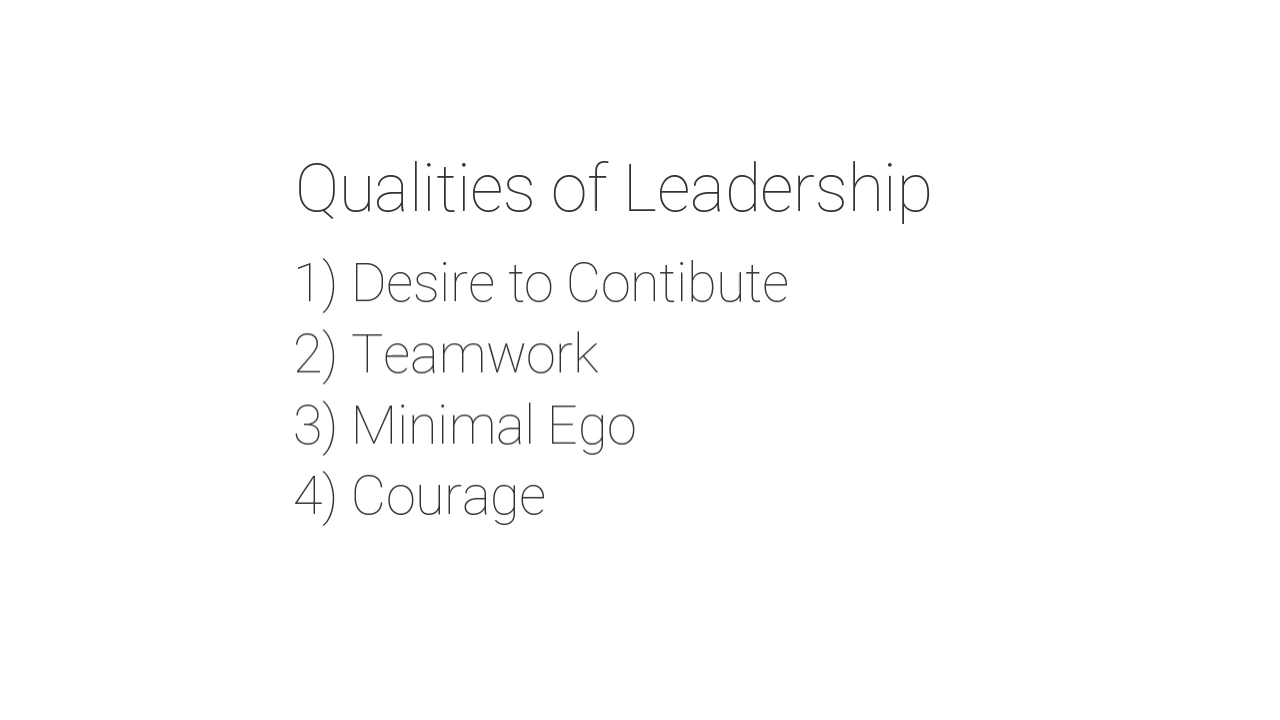 Qualities of Leadership
1) Desire to Contibute
2) Teamwork
3) Minimal Ego
4) Courage